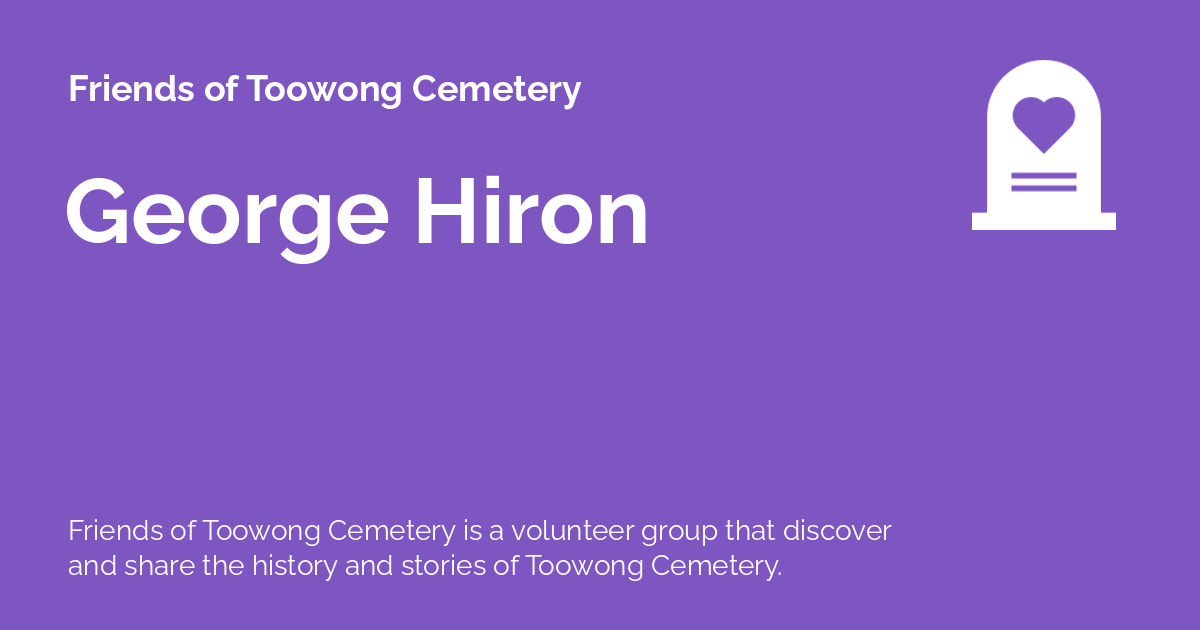 Friends of Toowong Cemetery
George Hiron
Friends of Toowong Cemetery is a volunteer group that discover
and share the history and stories of Toowong Cemetery.